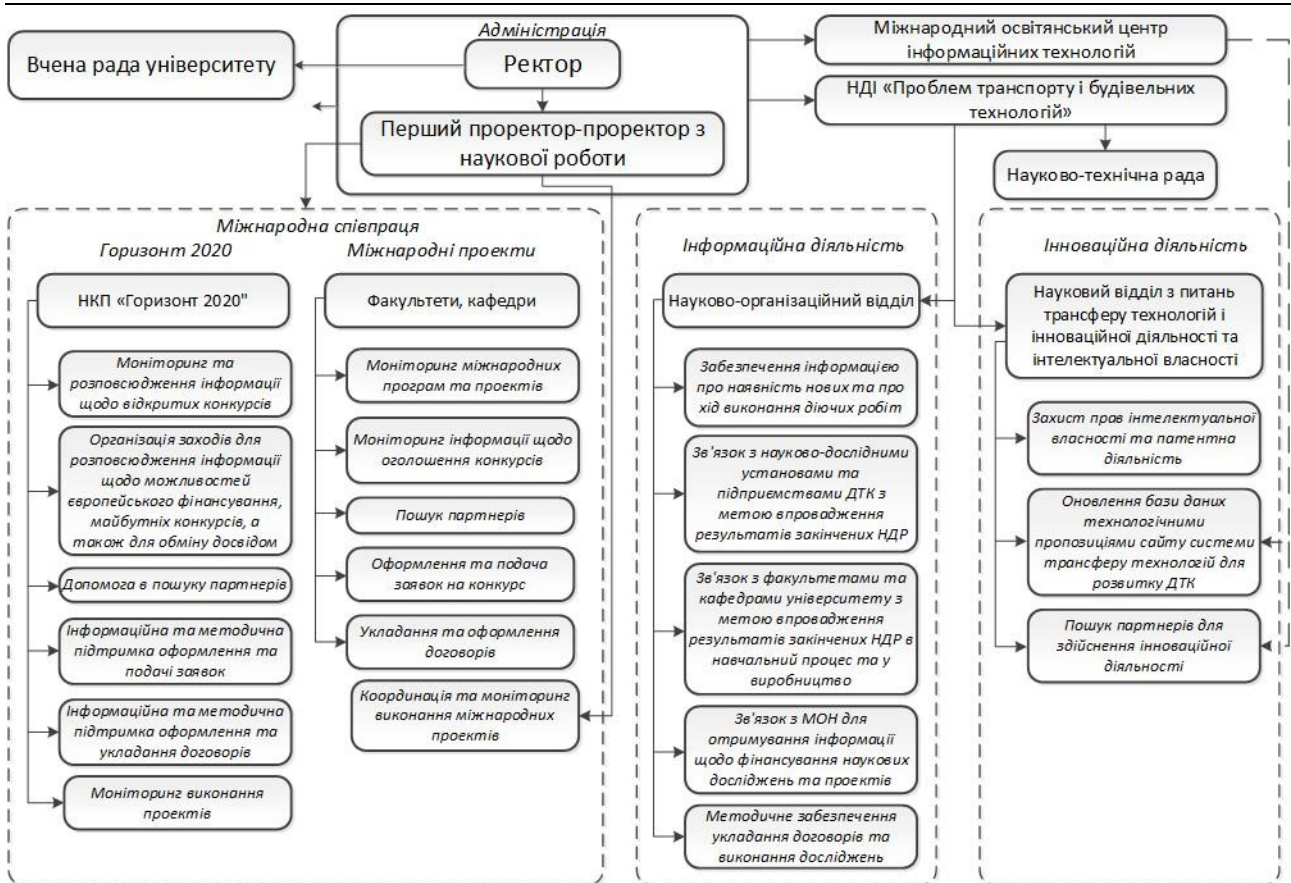 Адміністрація
Ректор
Перший проректор-проректор з
наукової роботи
Вчена рада університету
Міжнародний освітянський центр
інформаційних технологій
НДІ «Проблем транспорту і будівельних
технологій»
Науково-технічна рада
Міжнародна співпраця
Горизонт 2020
НКП «Горизонт 2020"
Моніторинг та
розповсюдження інформації
щодо відкритих конкурсів
Організація заходів для
розповсюдження інформації
щодо можливостей
європейського фінансування,
майбутніх конкурсів, а
також для обміну досвідом
Допомога в пошуку партнерів
Інформаційна та методична
підтримка оформлення та
подачі заявок
Інформаційна та методична
підтримка оформлення та
укладання договорів
Моніторинг виконання
проектів
Міжнародні проекти
Факультети, кафедри
Моніторинг міжнародних
програм та проектів
Моніторинг інформації щодо
оголошення конкурсів
Пошук партнерів
Оформлення та подача
заявок на конкурс
Укладання та оформлення
договорів
Координація та моніторинг
виконання міжнародних
проектів
Інформаційна діяльність
Науково-організаційний відділ
Забезпечення інформацією
про наявність нових та про
хід виконання діючих робіт
Зв'язок з науково-дослідними
установами та
підприємствами ДТК з
метою впровадження
результатів закінчених НДР
Зв'язок з факультетами та
кафедрами університету з
метою впровадження
результатів закінчених НДР в
навчальний процес та у
виробництво
Зв'язок з МОН для
отримування інформації
щодо фінансування наукових
досліджень та проектів
Методичне забезпечення
укладання договорів та
виконання досліджень
Інноваційна діяльність
Науковий відділ з питань
трансферу технологій і
інноваційної діяльності та
інтелектуальної власності
Захист прав інтелектуальної
власності та патентна
діяльність
Оновлення бази даних
технологічними
пропозиціями сайту системи
трансферу технологій для
розвитку ДТК
Пошук партнерів для
здійснення інноваційної
діяльності